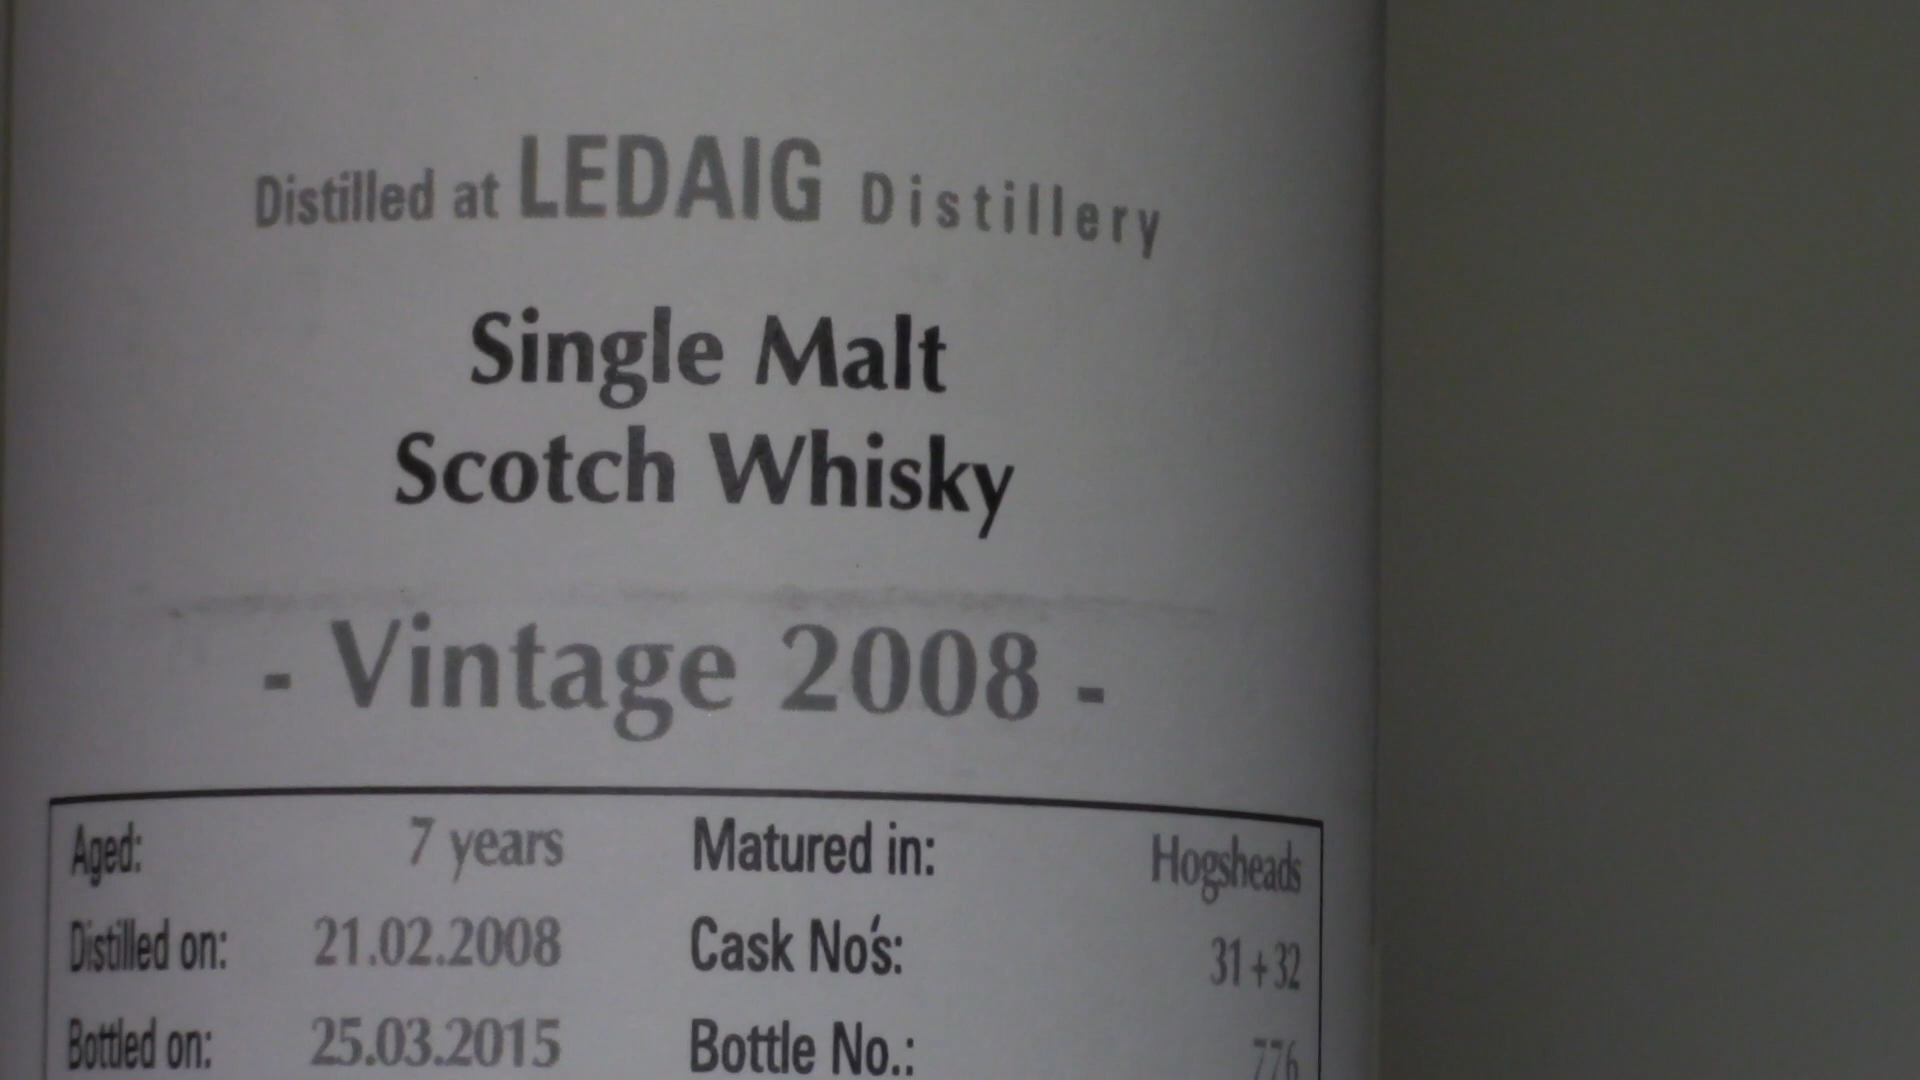 Distilled at LEDAIG Distillery
Single Malt
Scotch Whisky
- Vintage 2008 -
Aged: 7 years Matured in: Hogsheads
Distilled on: 21.02.2008 Cask No's: 31 + 32
Bottled on: 25.03.2015 Bottle No.: 776